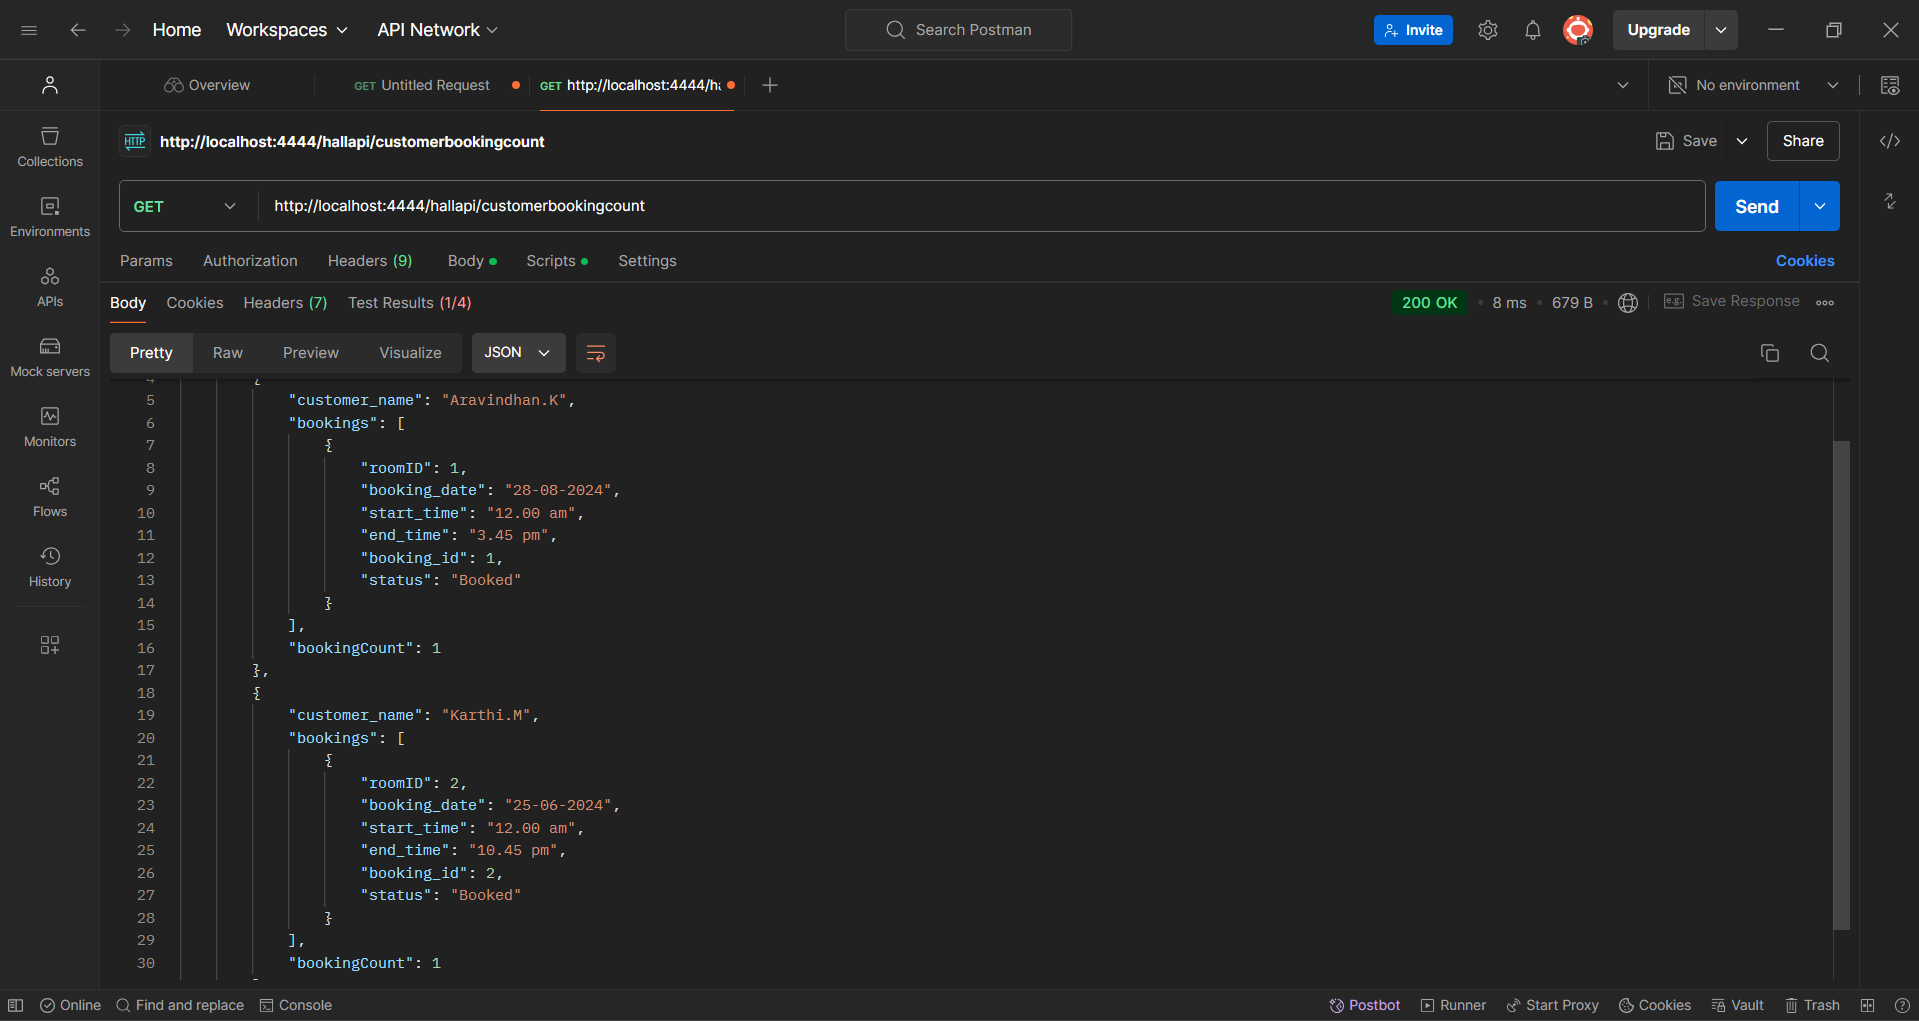 Home Workspaces API Network Search Postman Invite Upgrade
Overview GET Untitled Request GET http://localhost:4444/ha No environment
HTTP http://localhost:4444/hallapi/customerbookingcount Save Share
Collections
GET http://localhost:4444/hallapi/customerbookingcount Send
Environments
Params Authorization Headers (9) Body Scripts Settings Cookies
APIs
Body Cookies Headers (7) Test Results (1/4) 200 OK 8 ms 679 B e.g. Save Response
Pretty Raw Preview Visualize JSON
Mock servers
4 {
5 "customer_name": "Aravindhan.K",
6 "bookings": [
Monitors
7 {
8 "roomID": 1,
9 "booking_date": "28-08-2024",
10 "start_time": "12.00 am",
Flows
11 "end_time": "3.45 pm",
12 "booking_id": 1,
13 "status": "Booked"
History
14 }
15 ],
16 "bookingCount": 1
17 },
18 {
19 "customer_name": "Karthi.M",
20 "bookings": [
21 {
22 "roomID": 2,
23 "booking_date": "25-06-2024",
24 "start_time": "12.00 am",
25 "end_time": "10.45 pm",
26 "booking_id": 2,
27 "status": "Booked"
28 }
29 ],
30 "bookingCount": 1
Online Find and replace Console Postbot Runner Start Proxy Cookies Vault Trash